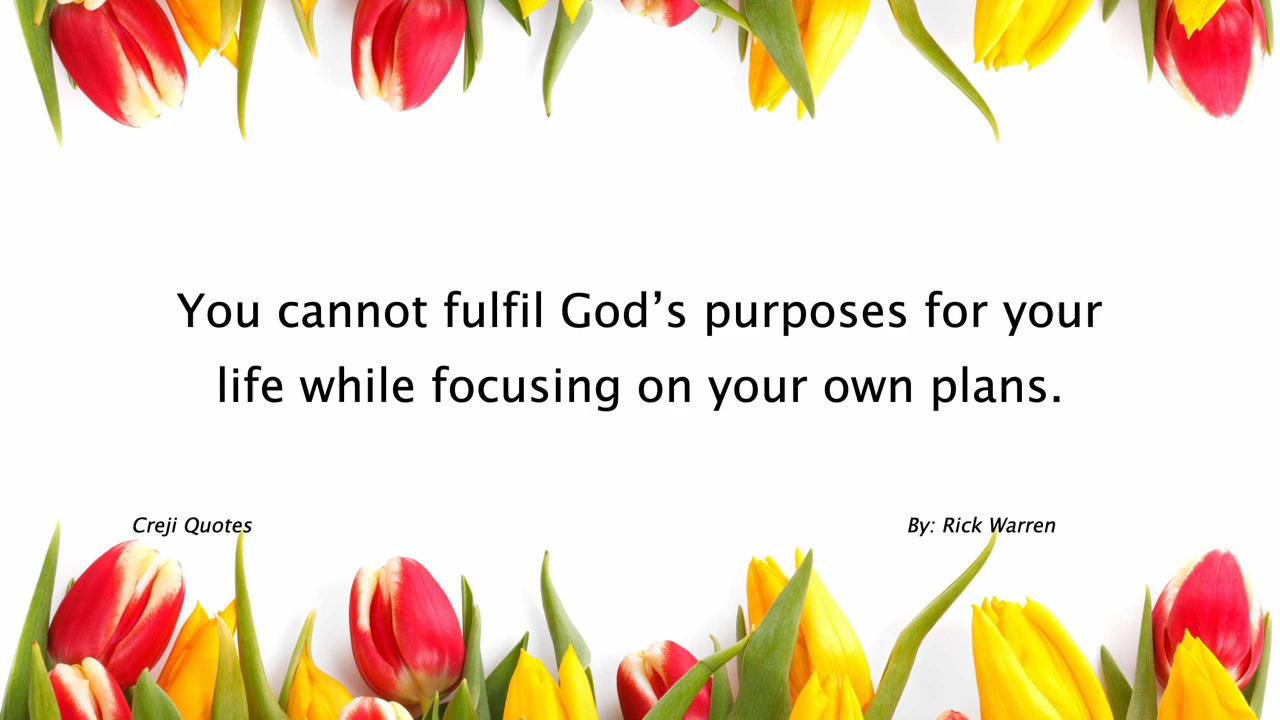 You cannot fulfil God’s purposes for your
life while focusing on your own plans.
Creji Quotes
By: Rick Warren